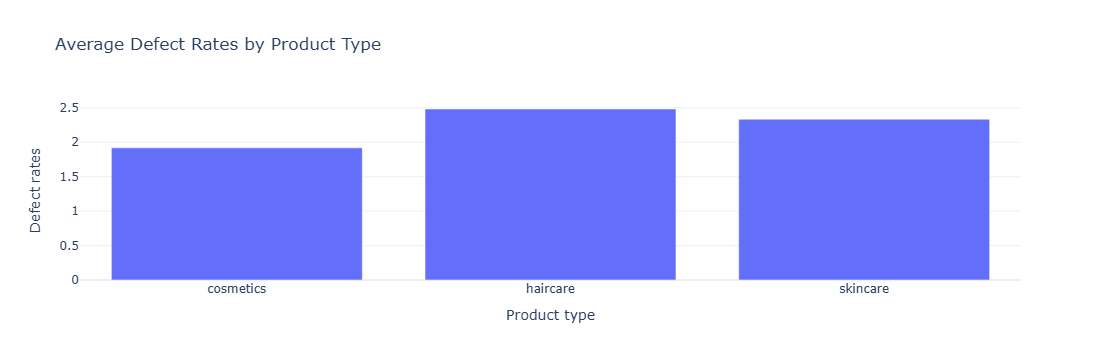 Average Defect Rates by Product Type
2.5
2
1.5
1
0.5
0
Defect rates
cosmetics haircare skincare
Product type